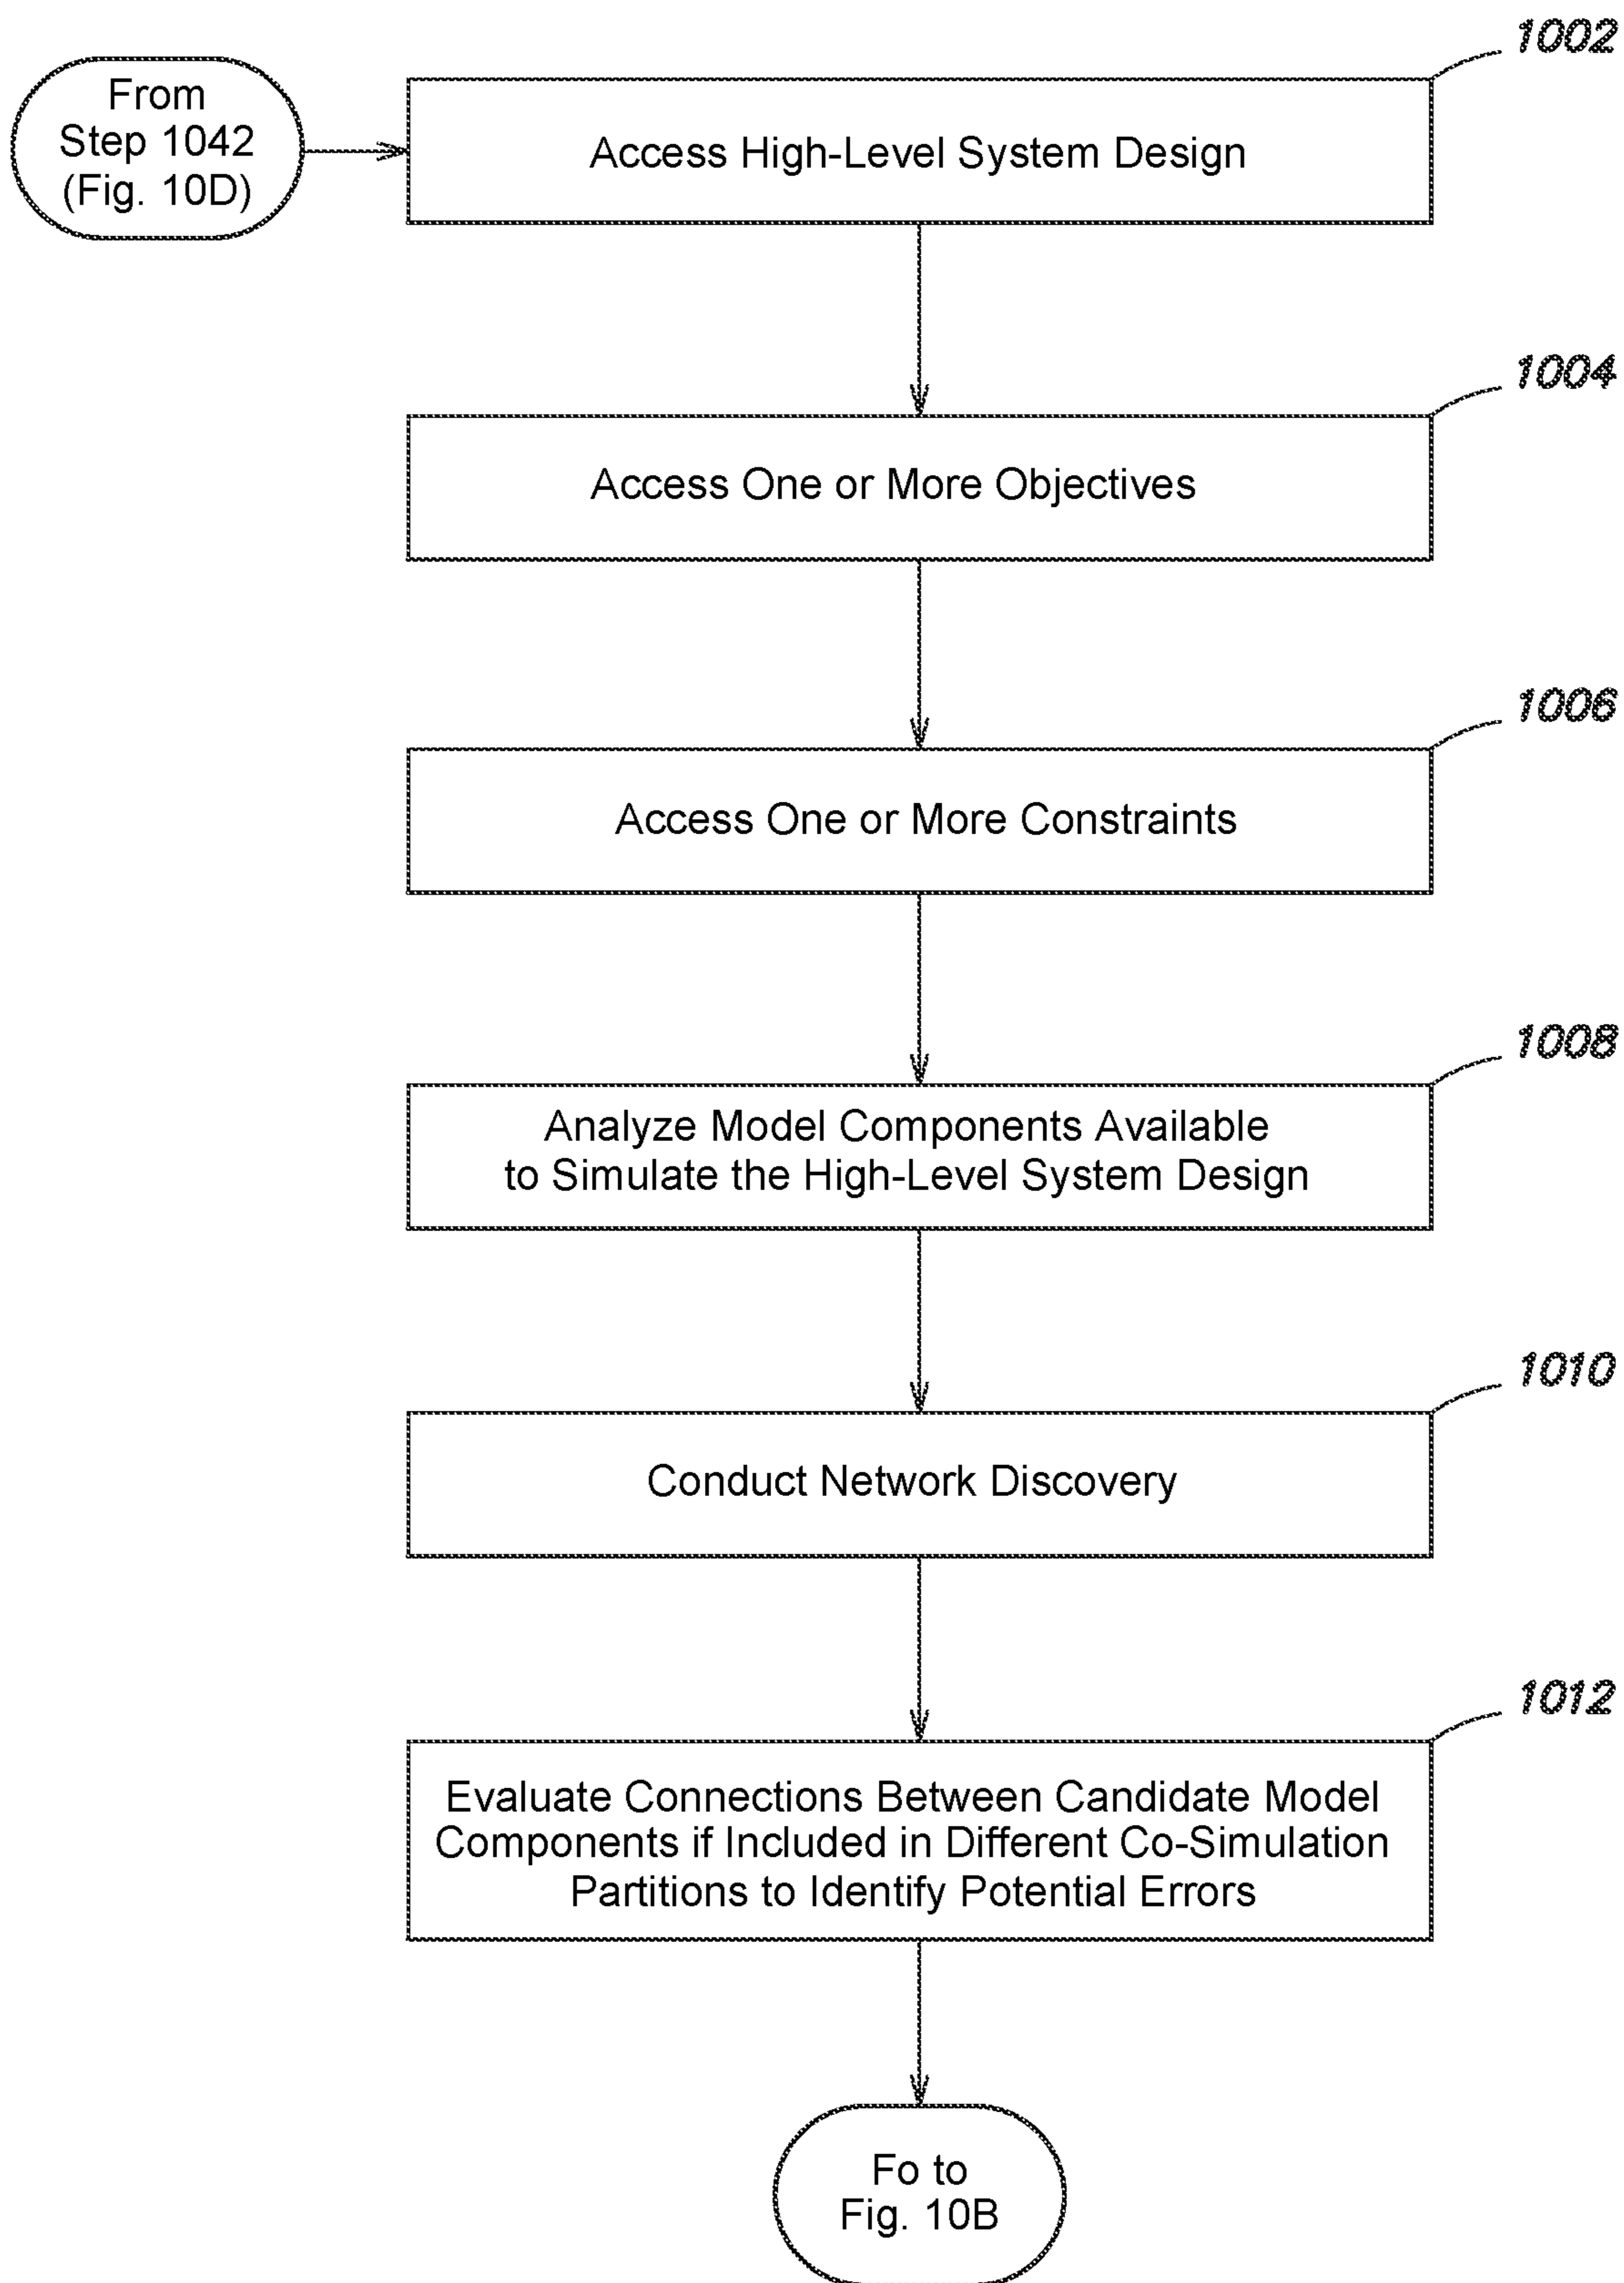 1002
From
Step 1042
(Fig. 10D)
Access High-Level System Design
1004
Access One or More Objectives
1006
Access One or More Constraints
1008
Analyze Model Components Available
to Simulate the High-Level System Design
1010
Conduct Network Discovery
1012
Evaluate Connections Between Candidate Model
Components if Included in Different Co-Simulation
Partitions to Identify Potential Errors
Fo to
Fig. 10B